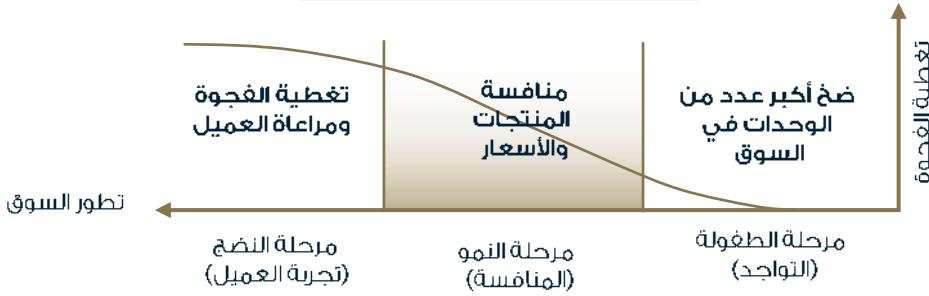 تغطية الفجوة
ضخ أكبر عدد من
الوحدات في
السوق
منافسة
المنتجات
والأسعار
تغطية الفجوة
ومراعاة العميل
تطور السوق
مرحلة الطفولة
(التواجد)
مرحلة النمو
(المنافسة)
مرحلة النضج
(تجربة العميل)